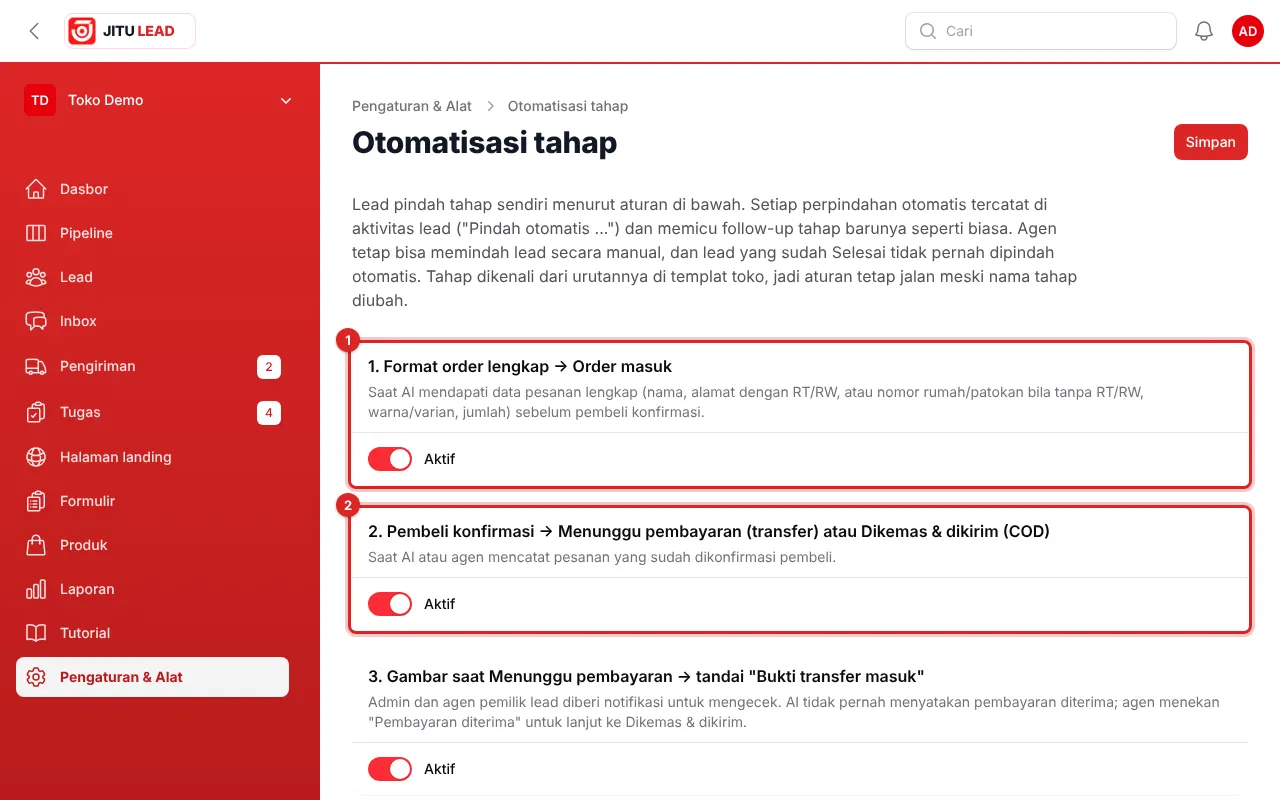 JITU LEAD
Cari
AD
TD
Toko Demo
Dasbor
Pipeline
Lead
Inbox
Pengiriman
2
Tugas
4
Halaman landing
Formulir
Produk
Laporan
Tutorial
Pengaturan & Alat
Pengaturan & Alat > Otomatisasi tahap
Otomatisasi tahap
Simpan
Lead pindah tahap sendiri menurut aturan di bawah. Setiap perpindahan otomatis tercatat di
aktivitas lead ("Pindah otomatis ...") dan memicu follow-up tahap barunya seperti biasa. Agen
tetap bisa memindah lead secara manual, dan lead yang sudah Selesai tidak pernah dipindah
otomatis. Tahap dikenali dari urutannya di templat toko, jadi aturan tetap jalan meski nama tahap
diubah.
1
1. Format order lengkap → Order masuk
Saat AI mendapati data pesanan lengkap (nama, alamat dengan RT/RW, atau nomor rumah/patokan bila tanpa RT/RW,
warna/varian, jumlah) sebelum pembeli konfirmasi.
Aktif
2
2. Pembeli konfirmasi → Menunggu pembayaran (transfer) atau Dikemas & dikirim (COD)
Saat AI atau agen mencatat pesanan yang sudah dikonfirmasi pembeli.
Aktif
3. Gambar saat Menunggu pembayaran → tandai "Bukti transfer masuk"
Admin dan agen pemilik lead diberi notifikasi untuk mengecek. AI tidak pernah menyatakan pembayaran diterima; agen menekan
"Pembayaran diterima" untuk lanjut ke Dikemas & dikirim.
Aktif